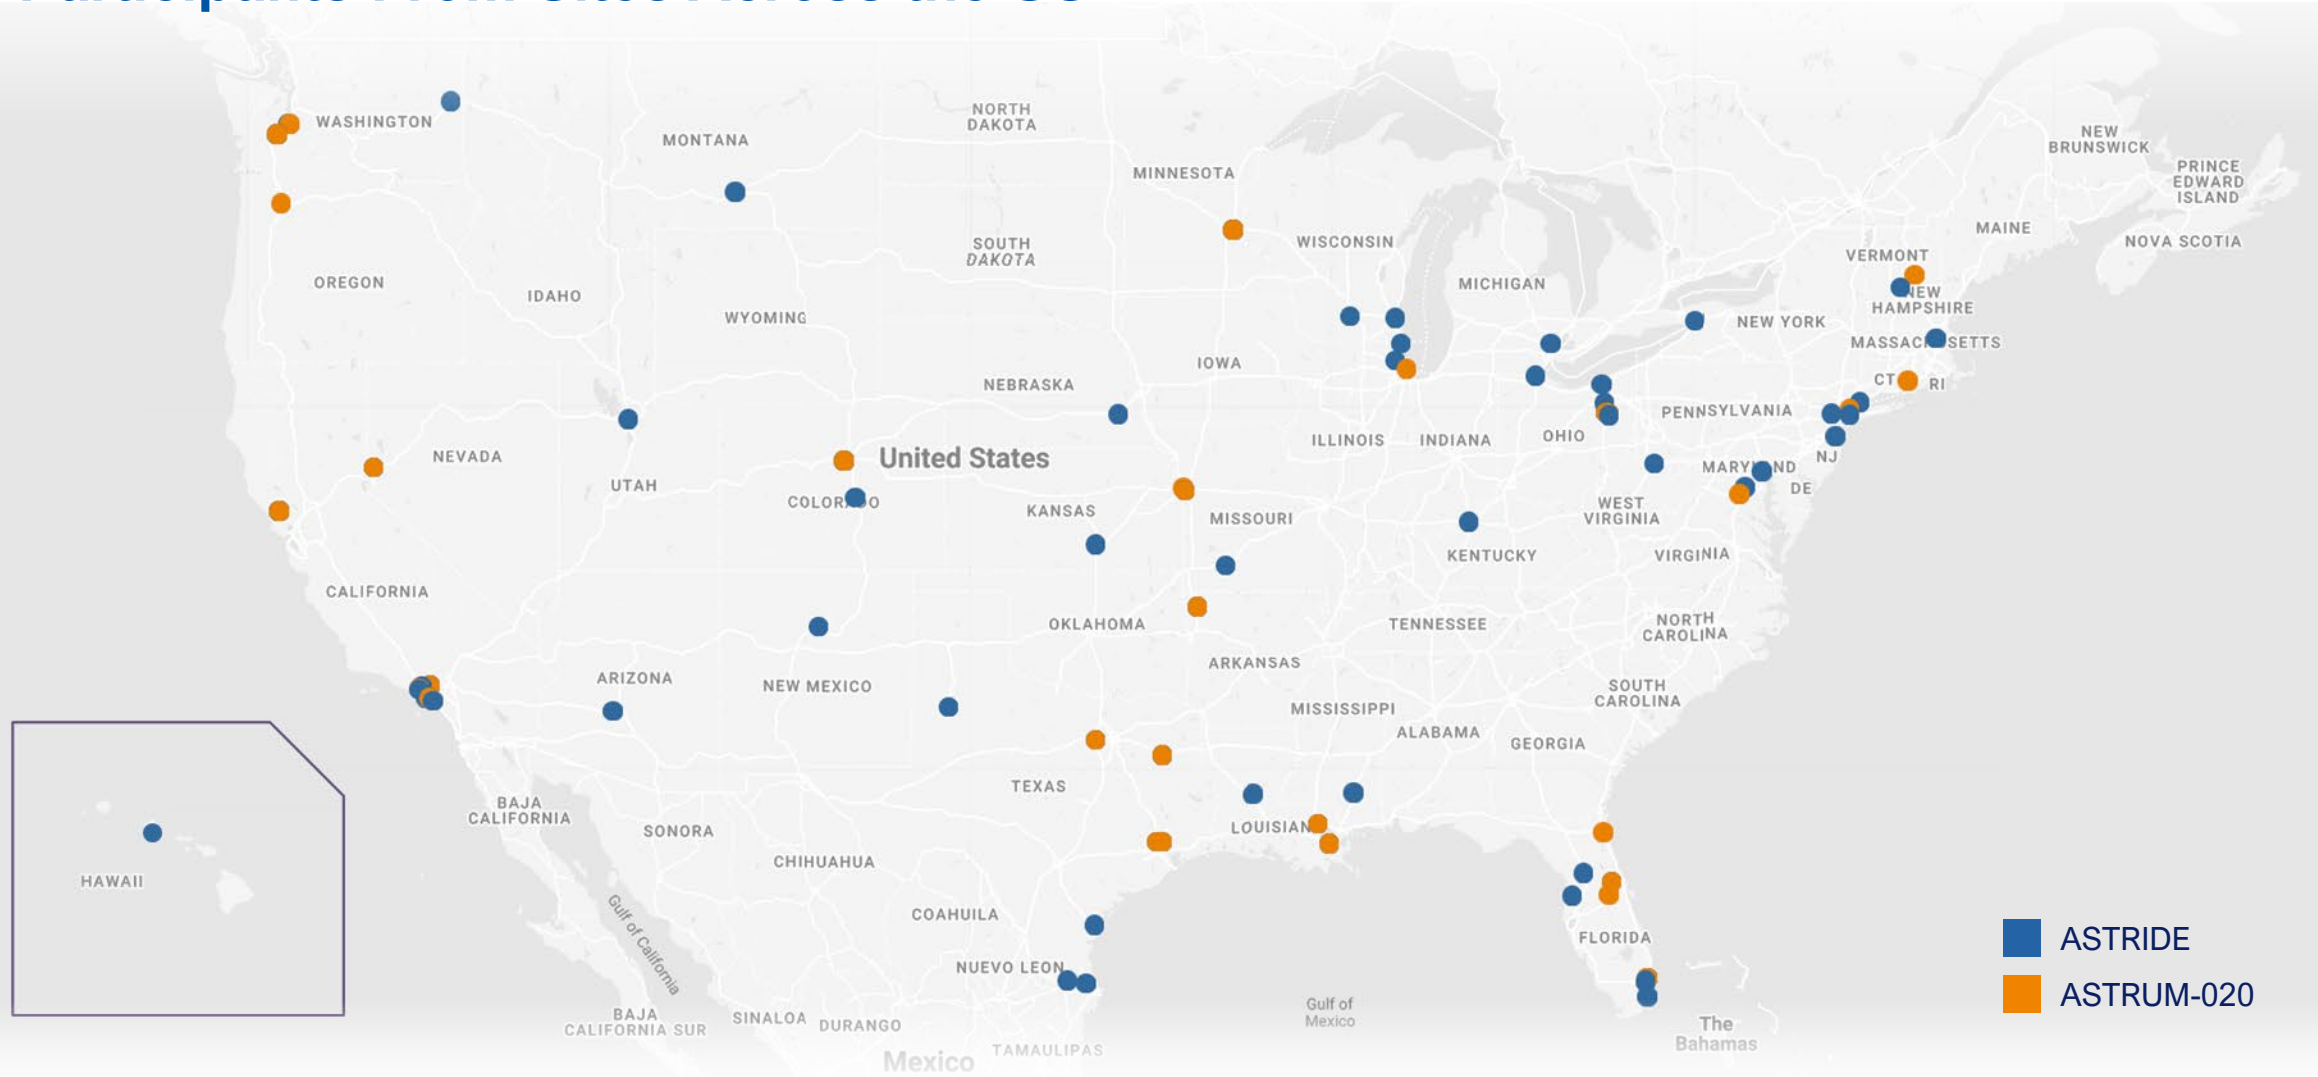 WASHINGTON
MONTANA
NORTH
DAKOTA
MINNESOTA
NEW
BRUNSWICK
PRINCE
EDWARD
ISLAND
SOUTH
DAKOTA
WISCONSIN
MICHIGAN
MAINE
NOVA SCOTIA
VERMONT
OREGON
IDAHO
WYOMING
NEW
HAMPSHIRE
NEW YORK
IOWA
NEBRASKA
CT
RI
PENNSYLVANIA
NEVADA
United States
ILLINOIS
INDIANA
OHIO
NJ
UTAH
KANSAS
MISSOURI
WEST
VIRGINIA
DE
KENTUCKY
VIRGINIA
CALIFORNIA
OKLAHOMA
TENNESSEE
NORTH
CAROLINA
ARIZONA
NEW MEXICO
ARKANSAS
SOUTH
CAROLINA
MISSISSIPPI
ALABAMA
GEORGIA
TEXAS
BAJA
CALIFORNIA
SONORA
CHIHUAHUA
HAWAII
Gulf of California
COAHUILA
FLORIDA
NUEVO LEON
BAJA
CALIFORNIA SUR
SINALOA
DURANGO
Gulf of
Mexico
The
Bahamas
Mexico
TAMAULIPAS
ASTRIDE
ASTRUM-020